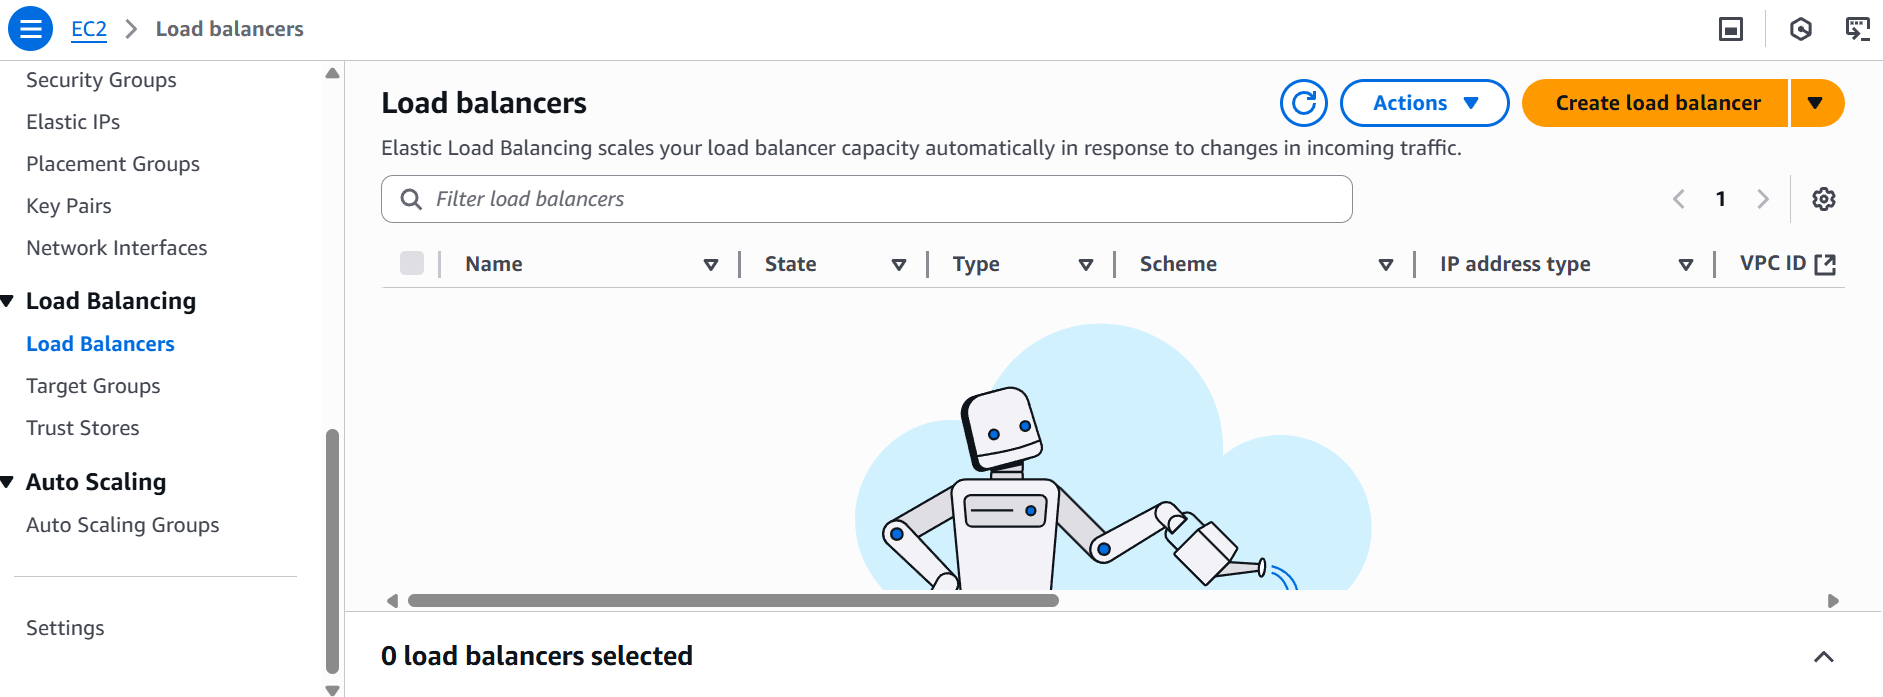 EC2 > Load balancers
Security Groups
Elastic IPs
Placement Groups
Key Pairs
Network Interfaces
Load Balancing
Load Balancers
Target Groups
Trust Stores
Auto Scaling
Auto Scaling Groups
Settings
Load balancers
Actions
Create load balancer
Elastic Load Balancing scales your load balancer capacity automatically in response to changes in incoming traffic.
Filter load balancers
1
Name State Type Scheme IP address type VPC ID
0 load balancers selected